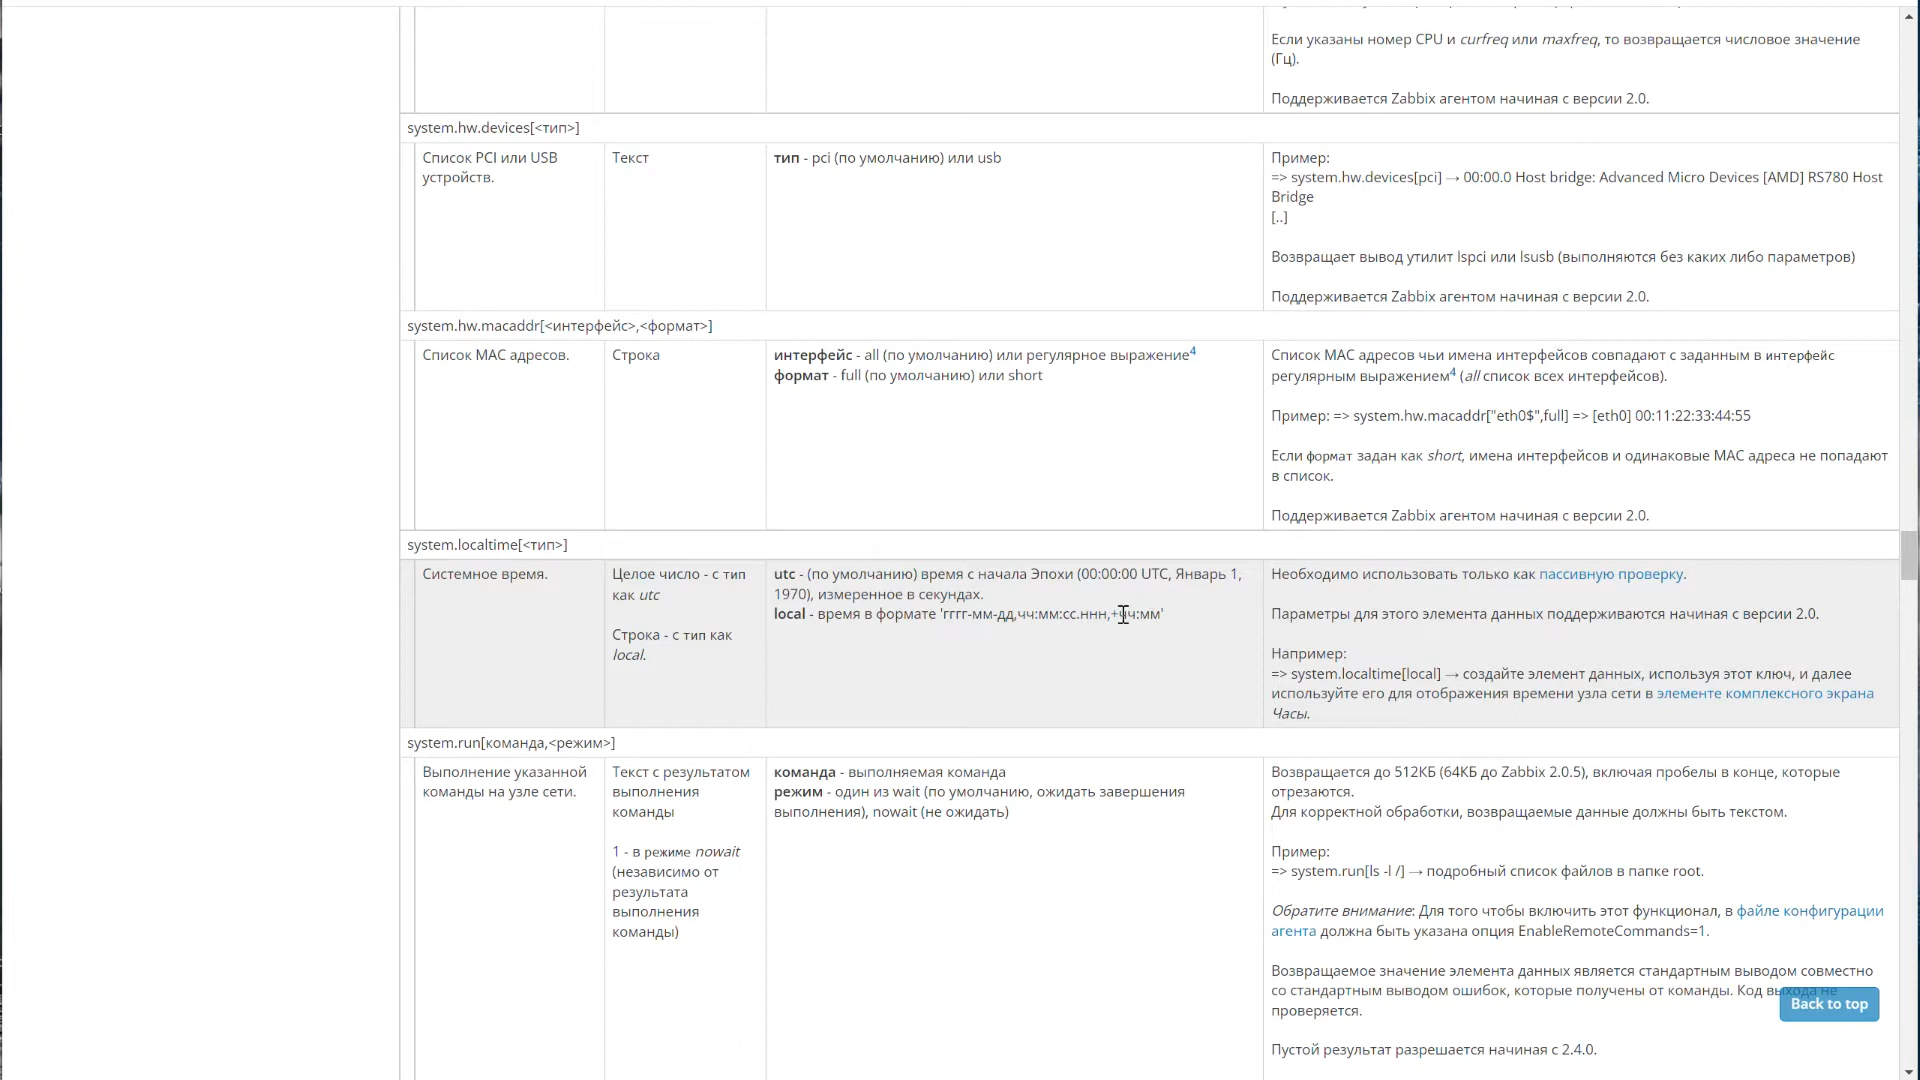 Если указаны номер CPU и curfreq или maxfreq, то возвращается числовое значение
(Гц).
Поддерживается Zabbix агентом начиная с версии 2.0.
system.hw.devices[<тип>]
Список PCI или USB
устройств.
Текст
тип - pci (по умолчанию) или usb
Пример:
=> system.hw.devices[pci] → 00:00.0 Host bridge: Advanced Micro Devices [AMD] RS780 Host
Bridge
[..]
Возвращает вывод утилит lspci или lsusb (выполняются без каких либо параметров)
Поддерживается Zabbix агентом начиная с версии 2.0.
system.hw.macaddr[<интерфейс>,<формат>]
Список MAC адресов.
Строка
интерфейс - all (по умолчанию) или регулярное выражение4
формат - full (по умолчанию) или short
Список MAC адресов чьи имена интерфейсов совпадают с заданным в интерфейс
регулярным выражением4 (all список всех интерфейсов).
Пример: => system.hw.macaddr["eth0$",full] => [eth0] 00:11:22:33:44:55
Если формат задан как short, имена интерфейсов и одинаковые MAC адреса не попадают
в список.
Поддерживается Zabbix агентом начиная с версии 2.0.
system.localtime[<тип>]
Системное время.
Целое число - с тип
как utc
Строка - с тип как
local.
utc - (по умолчанию) время с начала Эпохи (00:00:00 UTC, Январь 1,
1970), измеренное в секундах.
local - время в формате 'гггг-мм-дд,чч:мм:сс.ннн,+чч:мм'
Необходимо использовать только как пассивную проверку.
Параметры для этого элемента данных поддерживаются начиная с версии 2.0.
Например:
=> system.localtime[local] → создайте элемент данных, используя этот ключ, и далее
используйте его для отображения времени узла сети в элементе комплексного экрана
Часы.
system.run[команда,<режим>]
Выполнение указанной
команды на узле сети.
Текст с результатом
выполнения
команды
1 - в режиме nowait
(независимо от
результата
выполнения
команды)
команда - выполняемая команда
режим - один из wait (по умолчанию, ожидать завершения
выполнения), nowait (не ожидать)
Возвращается до 512КБ (64КБ до Zabbix 2.0.5), включая пробелы в конце, которые
отрезаются.
Для корректной обработки, возвращаемые данные должны быть текстом.
Пример:
=> system.run[ls -l /] → подробный список файлов в папке root.
Обратите внимание: Для того чтобы включить этот функционал, в файле конфигурации
агента должна быть указана опция EnableRemoteCommands=1.
Возвращаемое значение элемента данных является стандартным выводом совместно
со стандартным выводом ошибок, которые получены от команды. Код выхода не
проверяется.
Back to top
Пустой результат разрешается начиная с 2.4.0.